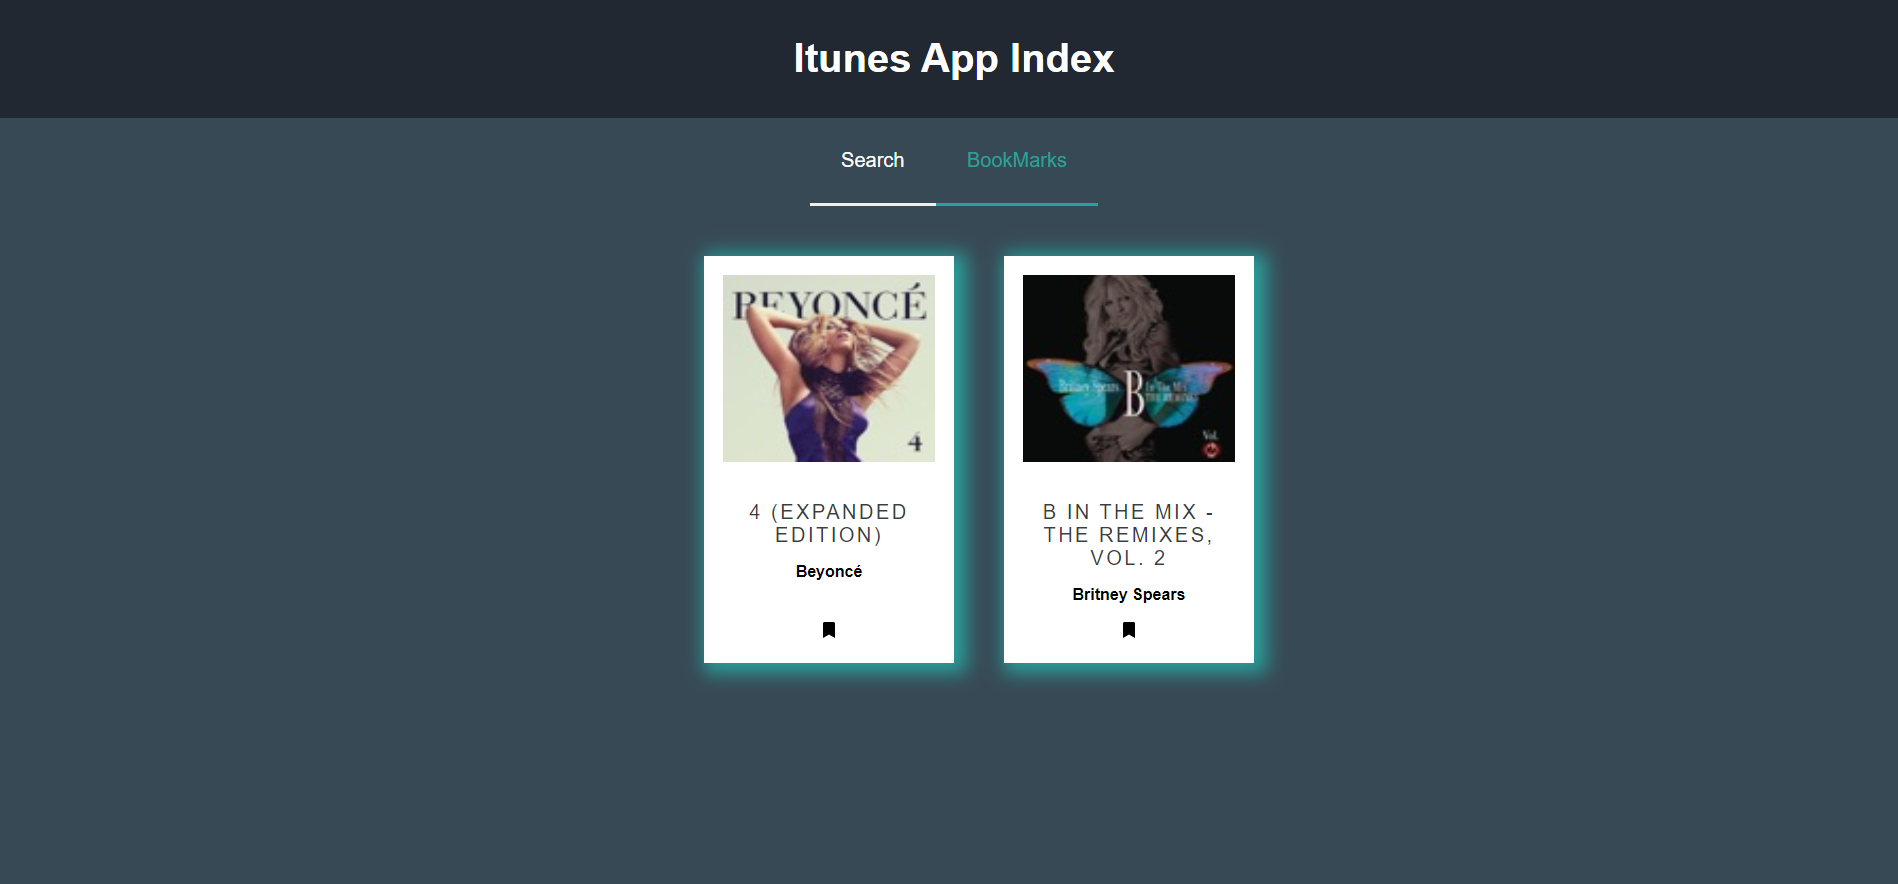 Itunes App Index
Search
BookMarks
BEYONCÉ
4
4 (EXPANDED
EDITION)
Beyoncé
Britney Spears
B
In The Mix
THE REMIXES
Vol.
B IN THE MIX -
THE REMIXES,
VOL. 2
Britney Spears